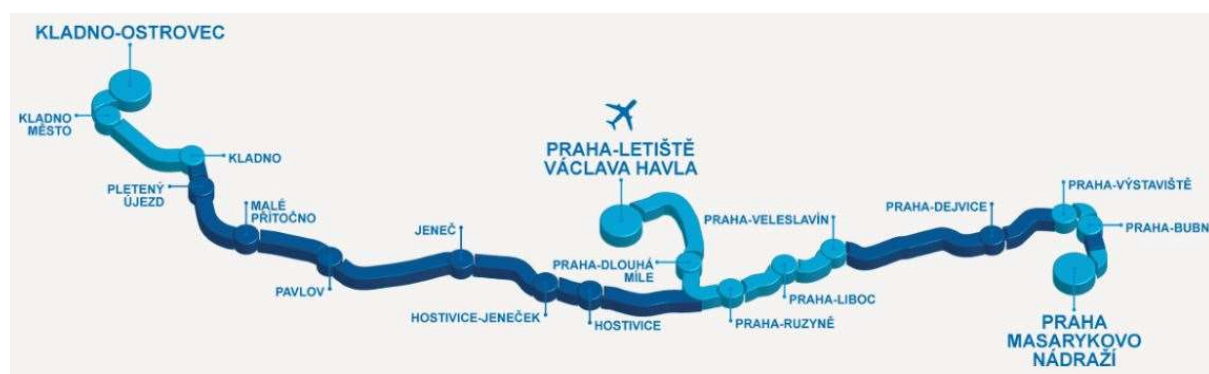 KLADNO-OSTROVEC
KLADNO
MĚSTO
KLADNO
PLETENÝ
ÚJEZD
MALÉ
PŘÍTOČNO
PAVLOV
JENEČ
HOSTIVICE-JENEČEK
HOSTIVICE
PRAHA-LETIŠTĚ
VÁCLAVA HAVLA
PRAHA-DLOUHÁ
MÍLE
PRAHA-RUZYNĚ
PRAHA-LIBOC
PRAHA-VELESLAVÍN
PRAHA-DEJVICE
PRAHA-VÝSTAVIŠTĚ
PRAHA-BUBN
PRAHA
MASARYKOVO
NÁDRAŽÍ